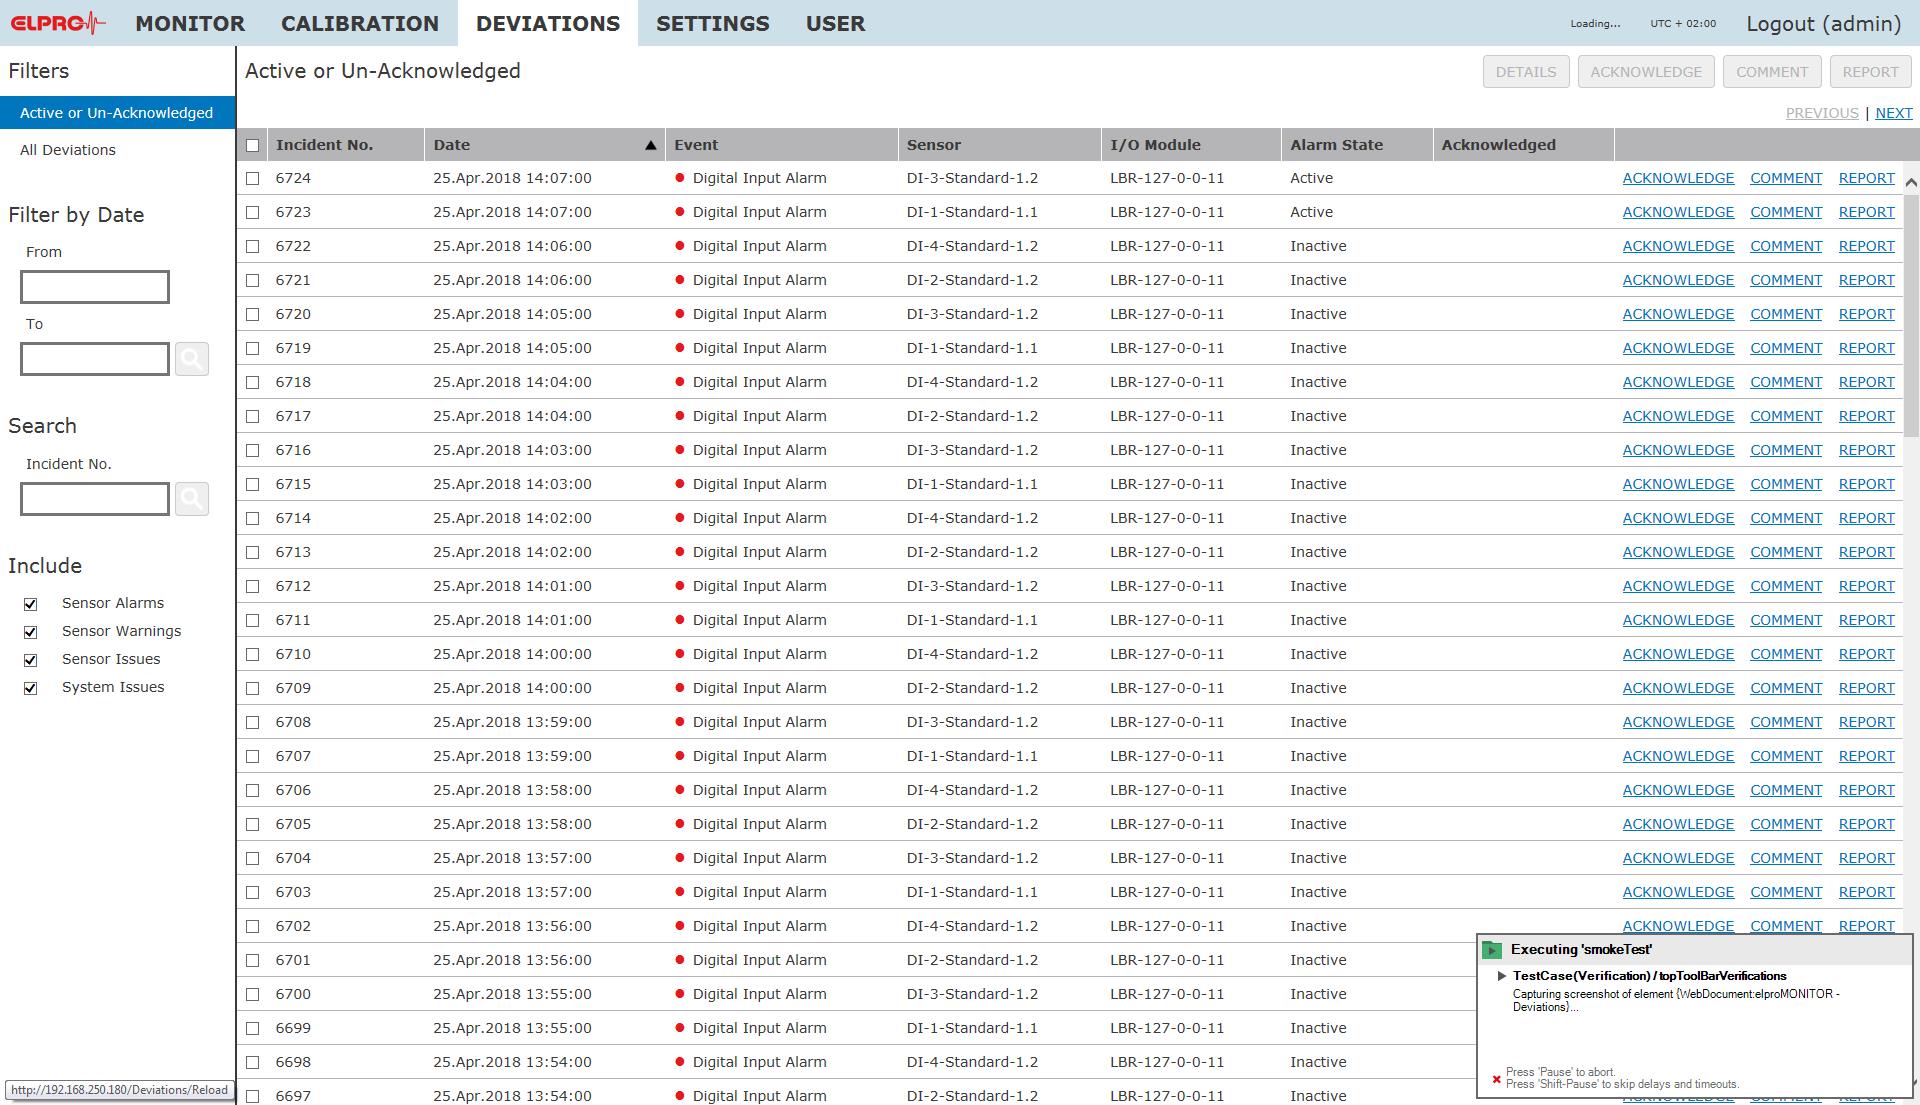 ELPRO MONITOR CALIBRATION DEVIATIONS SETTINGS USER Loading... UTC + 02:00 Logout (admin)
Filters
Active or Un-Acknowledged
All Deviations
Filter by Date
From
To
Search
Incident No.
Include
Sensor Alarms
Sensor Warnings
Sensor Issues
System Issues
http://192.168.250.180/Deviations/Reload
Active or Un-Acknowledged DETAILS ACKNOWLEDGE COMMENT REPORT
PREVIOUS | NEXT
Incident No. Date Event Sensor I/O Module Alarm State Acknowledged
6724 25.Apr.2018 14:07:00 Digital Input Alarm DI-3-Standard-1.2 LBR-127-0-0-11 Active ACKNOWLEDGE COMMENT REPORT
6723 25.Apr.2018 14:07:00 Digital Input Alarm DI-1-Standard-1.1 LBR-127-0-0-11 Active ACKNOWLEDGE COMMENT REPORT
6722 25.Apr.2018 14:06:00 Digital Input Alarm DI-4-Standard-1.2 LBR-127-0-0-11 Inactive ACKNOWLEDGE COMMENT REPORT
6721 25.Apr.2018 14:06:00 Digital Input Alarm DI-2-Standard-1.2 LBR-127-0-0-11 Inactive ACKNOWLEDGE COMMENT REPORT
6720 25.Apr.2018 14:05:00 Digital Input Alarm DI-3-Standard-1.2 LBR-127-0-0-11 Inactive ACKNOWLEDGE COMMENT REPORT
6719 25.Apr.2018 14:05:00 Digital Input Alarm DI-1-Standard-1.1 LBR-127-0-0-11 Inactive ACKNOWLEDGE COMMENT REPORT
6718 25.Apr.2018 14:04:00 Digital Input Alarm DI-4-Standard-1.2 LBR-127-0-0-11 Inactive ACKNOWLEDGE COMMENT REPORT
6717 25.Apr.2018 14:04:00 Digital Input Alarm DI-2-Standard-1.2 LBR-127-0-0-11 Inactive ACKNOWLEDGE COMMENT REPORT
6716 25.Apr.2018 14:03:00 Digital Input Alarm DI-3-Standard-1.2 LBR-127-0-0-11 Inactive ACKNOWLEDGE COMMENT REPORT
6715 25.Apr.2018 14:03:00 Digital Input Alarm DI-1-Standard-1.1 LBR-127-0-0-11 Inactive ACKNOWLEDGE COMMENT REPORT
6714 25.Apr.2018 14:02:00 Digital Input Alarm DI-4-Standard-1.2 LBR-127-0-0-11 Inactive ACKNOWLEDGE COMMENT REPORT
6713 25.Apr.2018 14:02:00 Digital Input Alarm DI-2-Standard-1.2 LBR-127-0-0-11 Inactive ACKNOWLEDGE COMMENT REPORT
6712 25.Apr.2018 14:01:00 Digital Input Alarm DI-3-Standard-1.2 LBR-127-0-0-11 Inactive ACKNOWLEDGE COMMENT REPORT
6711 25.Apr.2018 14:01:00 Digital Input Alarm DI-1-Standard-1.1 LBR-127-0-0-11 Inactive ACKNOWLEDGE COMMENT REPORT
6710 25.Apr.2018 14:00:00 Digital Input Alarm DI-4-Standard-1.2 LBR-127-0-0-11 Inactive ACKNOWLEDGE COMMENT REPORT
6709 25.Apr.2018 14:00:00 Digital Input Alarm DI-2-Standard-1.2 LBR-127-0-0-11 Inactive ACKNOWLEDGE COMMENT REPORT
6708 25.Apr.2018 13:59:00 Digital Input Alarm DI-3-Standard-1.2 LBR-127-0-0-11 Inactive ACKNOWLEDGE COMMENT REPORT
6707 25.Apr.2018 13:59:00 Digital Input Alarm DI-1-Standard-1.1 LBR-127-0-0-11 Inactive ACKNOWLEDGE COMMENT REPORT
6706 25.Apr.2018 13:58:00 Digital Input Alarm DI-4-Standard-1.2 LBR-127-0-0-11 Inactive ACKNOWLEDGE COMMENT REPORT
6705 25.Apr.2018 13:58:00 Digital Input Alarm DI-2-Standard-1.2 LBR-127-0-0-11 Inactive ACKNOWLEDGE COMMENT REPORT
6704 25.Apr.2018 13:57:00 Digital Input Alarm DI-3-Standard-1.2 LBR-127-0-0-11 Inactive ACKNOWLEDGE COMMENT REPORT
6703 25.Apr.2018 13:57:00 Digital Input Alarm DI-1-Standard-1.1 LBR-127-0-0-11 Inactive ACKNOWLEDGE COMMENT REPORT
6702 25.Apr.2018 13:56:00 Digital Input Alarm DI-4-Standard-1.2 LBR-127-0-0-11 Inactive ACKNOWLEDGE COMMENT REPORT
6701 25.Apr.2018 13:56:00 Digital Input Alarm DI-2-Standard-1.2 LBR-127-0-0-11 Inactive
6700 25.Apr.2018 13:55:00 Digital Input Alarm DI-3-Standard-1.2 LBR-127-0-0-11 Inactive
6699 25.Apr.2018 13:55:00 Digital Input Alarm DI-1-Standard-1.1 LBR-127-0-0-11 Inactive
6698 25.Apr.2018 13:54:00 Digital Input Alarm DI-4-Standard-1.2 LBR-127-0-0-11 Inactive
6697 25.Apr.2018 13:54:00 Digital Input Alarm DI-2-Standard-1.2 LBR-127-0-0-11 Inactive
Executing 'smokeTest'
TestCase(Verification) / topToolBarVerifications
Capturing screenshot of element {WebDocument:elproMONITOR -
Deviations}...
Press 'Pause' to abort.
Press 'Shift-Pause' to skip delays and timeouts.